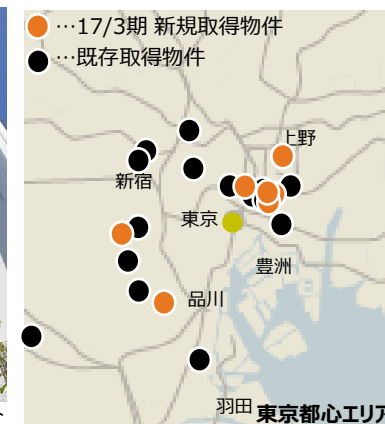 …17/3期 新規取得物件
…既存取得物件
上野
新宿
東京
豊洲
品川
羽田
東京都心エリア